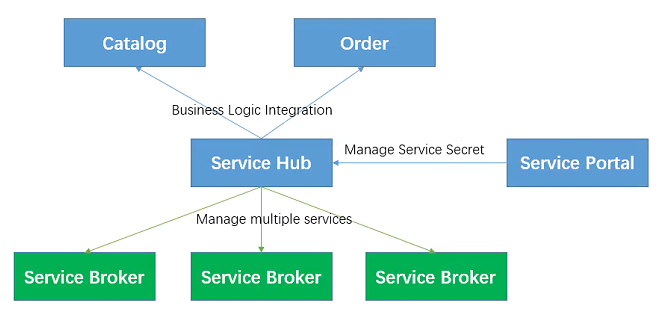 Catalog
Order
Business Logic Integration
Service Hub
Manage Service Secret
Service Portal
Manage multiple services
Service Broker
Service Broker
Service Broker